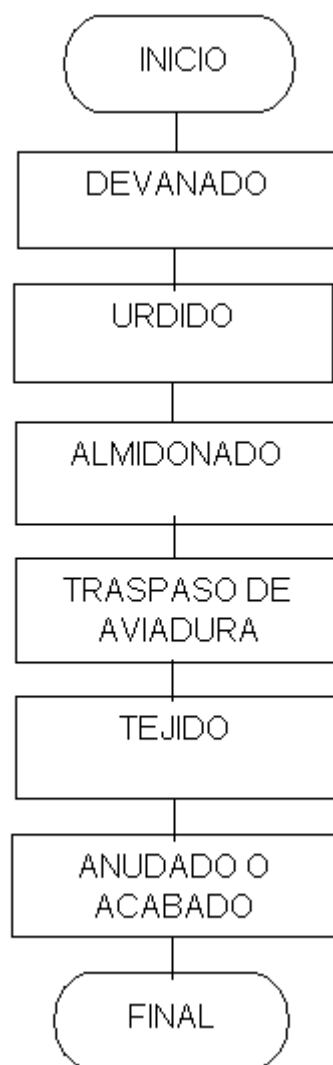 INICIO
DEVANADO
URDIDO
ALMIDONADO
TRASPASO DE
AVIADURA
TEJIDO
ANUDADO O
ACABADO
FINAL